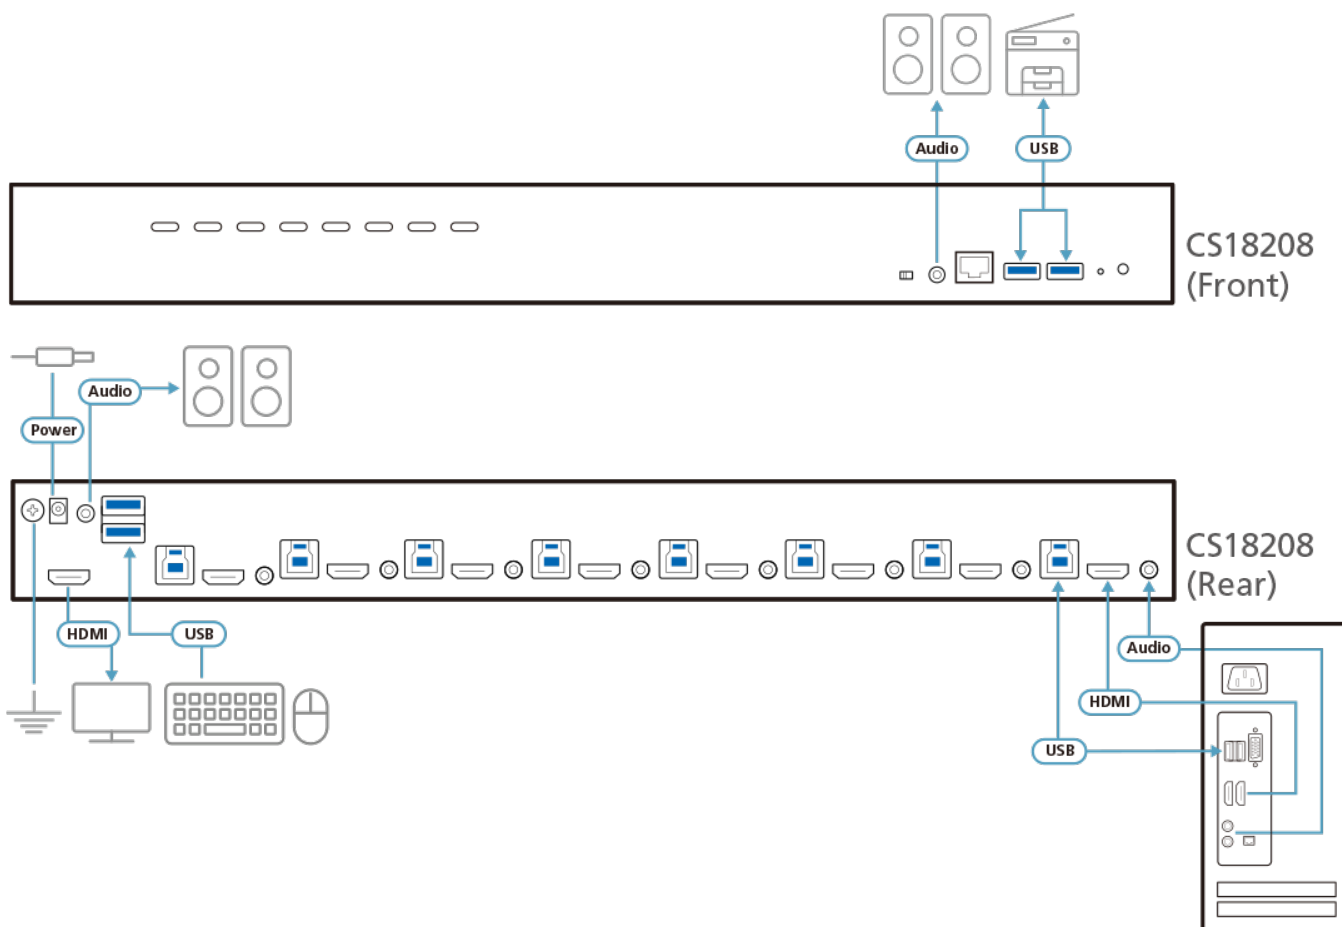 Audio
USB
CS18208
(Front)
Audio
Power
CS18208
(Rear)
HDMI
USB
Audio
HDMI
USB